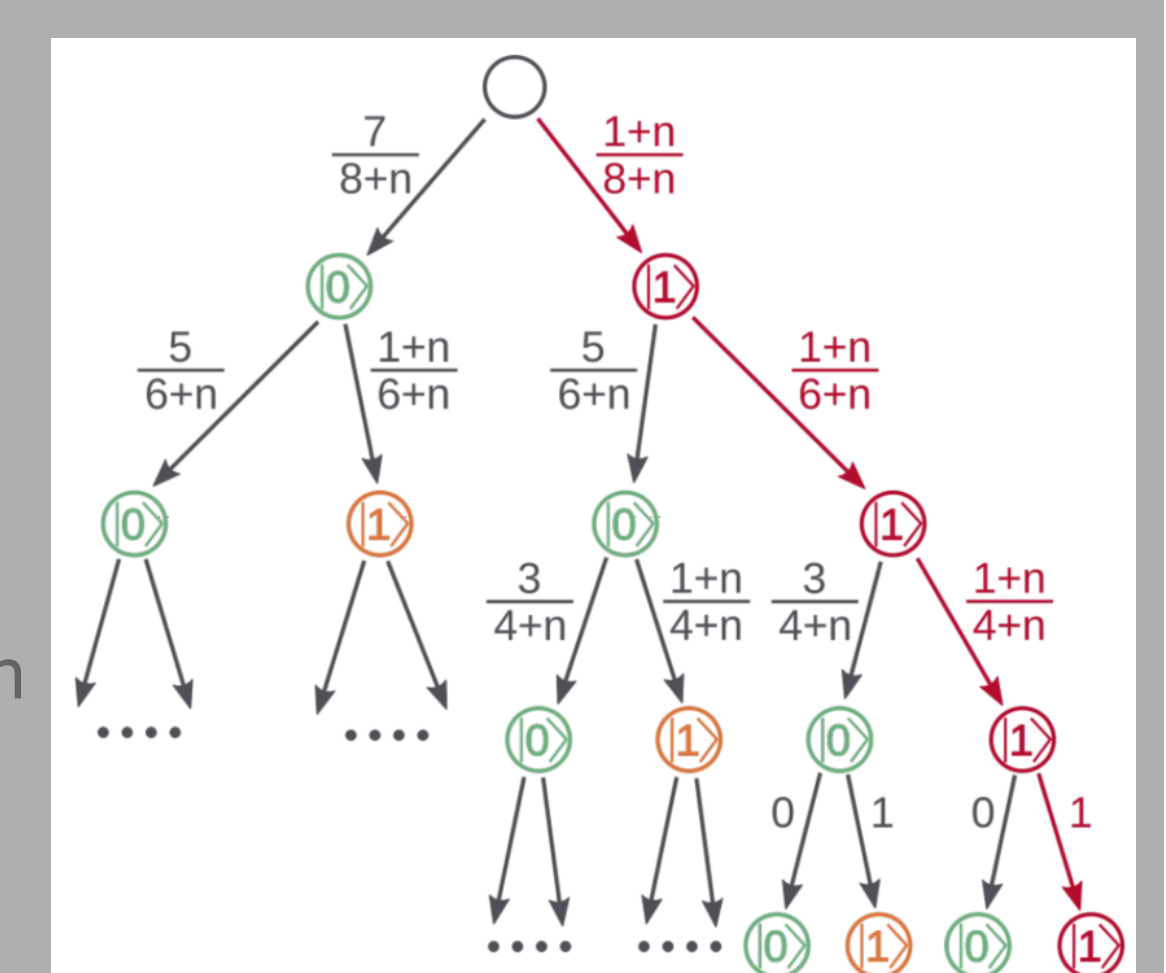 7/8+n 1+n/8+n
|0⟩ |1⟩
5/6+n 1+n/6+n 5/6+n 1+n/6+n
|0⟩ |1⟩ |0⟩ |1⟩
3/4+n 1+n/4+n 3/4+n 1+n/4+n
n
|0⟩ |1⟩ |0⟩ |1⟩
0 1 0 1
|0⟩ |1⟩ |0⟩ |1⟩